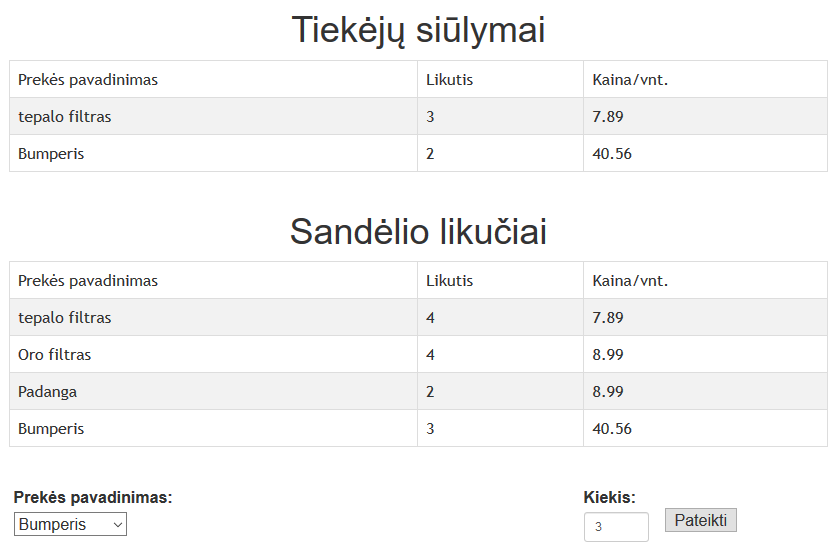 Tiekėjų siūlymai
Prekės pavadinimas Likutis Kaina/vnt.
tepalo filtras 3 7.89
Bumperis 2 40.56
Sandėlio likučiai
Prekės pavadinimas Likutis Kaina/vnt.
tepalo filtras 4 7.89
Oro filtras 4 8.99
Padanga 2 8.99
Bumperis 3 40.56
Prekės pavadinimas: Kiekis:
Bumperis 3 Pateikti